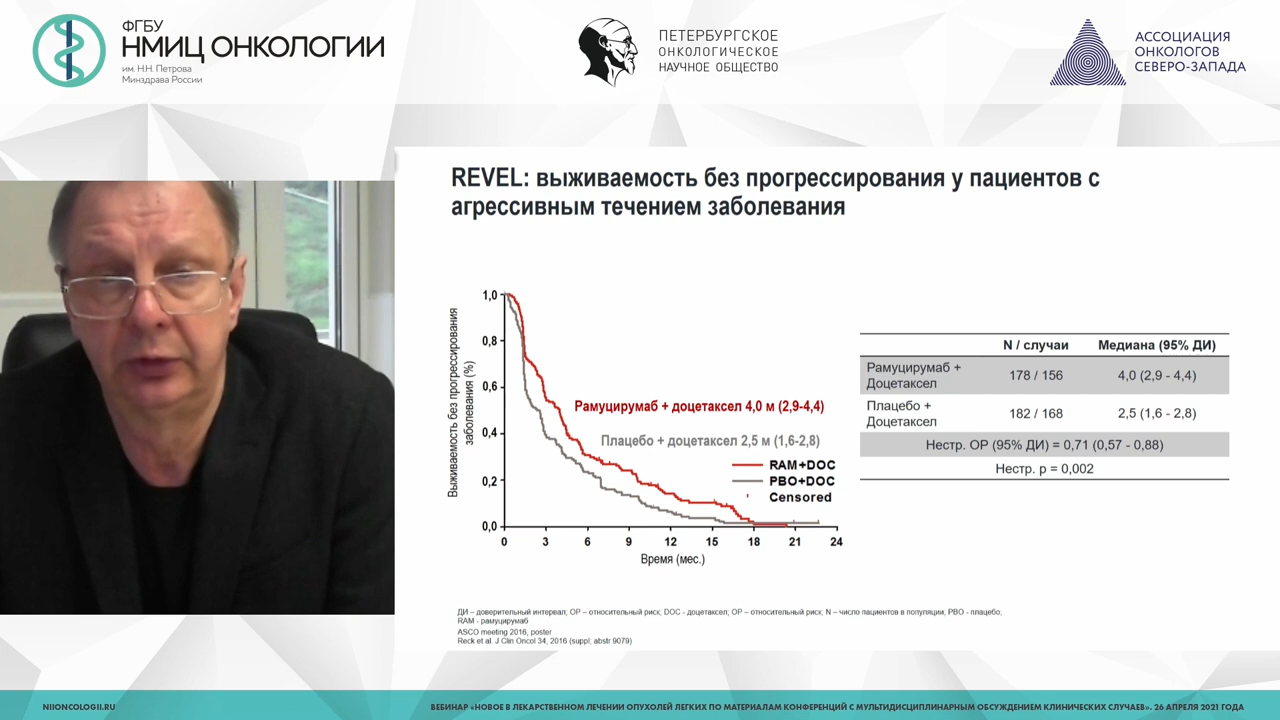 ФГБУ
НМИЦ ОНКОЛОГИИ
им. Н.Н. Петрова
Минздрава России
ПЕТЕРБУРГСКОЕ
ОНКОЛОГИЧЕСКОЕ
НАУЧНОЕ ОБЩЕСТВО
АССОЦИАЦИЯ
ОНКОЛОГОВ
СЕВЕРО-ЗАПАДА
REVEL: выживаемость без прогрессирования у пациентов с
агрессивным течением заболевания
Выживаемость без прогрессирования
заболевания (%)
1,0
0,8
0,6
0,4
0,2
0,0
Рамуцирумаб + доцетаксел 4,0 м (2,9-4,4)
Плацебо + доцетаксел 2,5 м (1,6-2,8)
RAM+DOC
PBO+DOC
Censored
0 3 6 9 12 15 18 21 24
Время (мес.)
N / случаи Медиана (95% ДИ)
Рамуцирумаб +
Доцетаксел 178 / 156 4,0 (2,9 - 4,4)
Плацебо +
Доцетаксел 182 / 168 2,5 (1,6 - 2,8)
Нестр. ОР (95% ДИ) = 0,71 (0,57 - 0,88)
Нестр. p = 0,002
ДИ – доверительный интервал; ОР – относительный риск; DOC - доцетаксел; ОР – относительный риск; N – число пациентов в популяции; PBO - плацебо;
RAM - рамуцирумаб
ASCO meeting 2016, poster
Reck et al. J Clin Oncol 34, 2016 (suppl; abstr 9079)
NIIONCOLOGII.RU
ВЕБИНАР «НОВОЕ В ЛЕКАРСТВЕННОМ ЛЕЧЕНИИ ОПУХОЛЕЙ ЛЕГКИХ ПО МАТЕРИАЛАМ КОНФЕРЕНЦИЙ С МУЛЬТИДИСЦИПЛИНАРНЫМ ОБСУЖДЕНИЕМ КЛИНИЧЕСКИХ СЛУЧАЕВ». 26 АПРЕЛЯ 2021 ГОДА